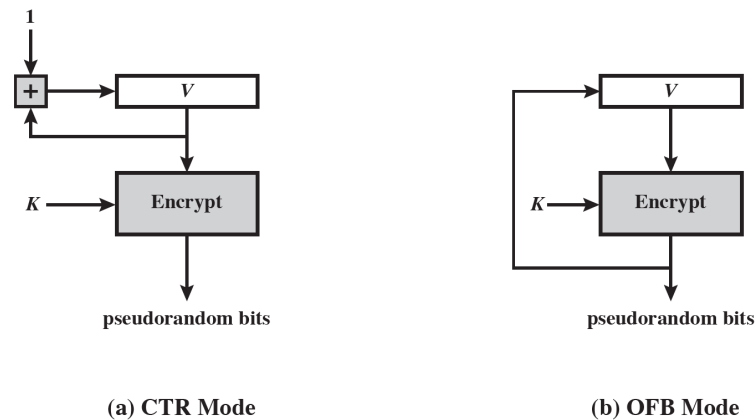 1
+
V
K
Encrypt
pseudorandom bits
(a) CTR Mode
V
K
Encrypt
pseudorandom bits
(b) OFB Mode